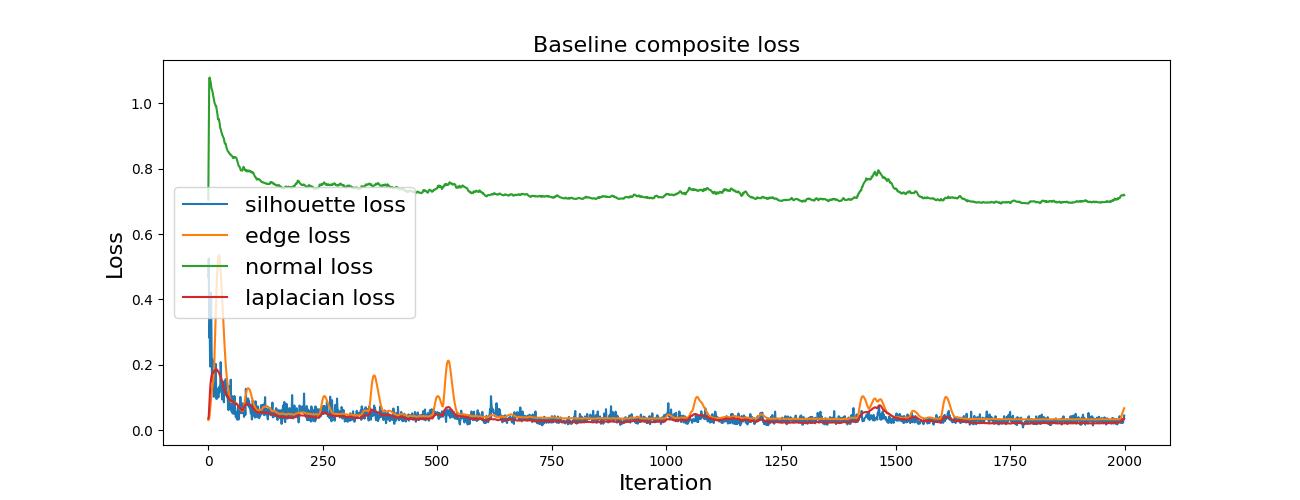 Baseline composite loss
Loss
1.0
0.8
0.6
0.4
0.2
0.0
silhouette loss
edge loss
normal loss
laplacian loss
0 250 500 750 1000 1250 1500 1750 2000
Iteration